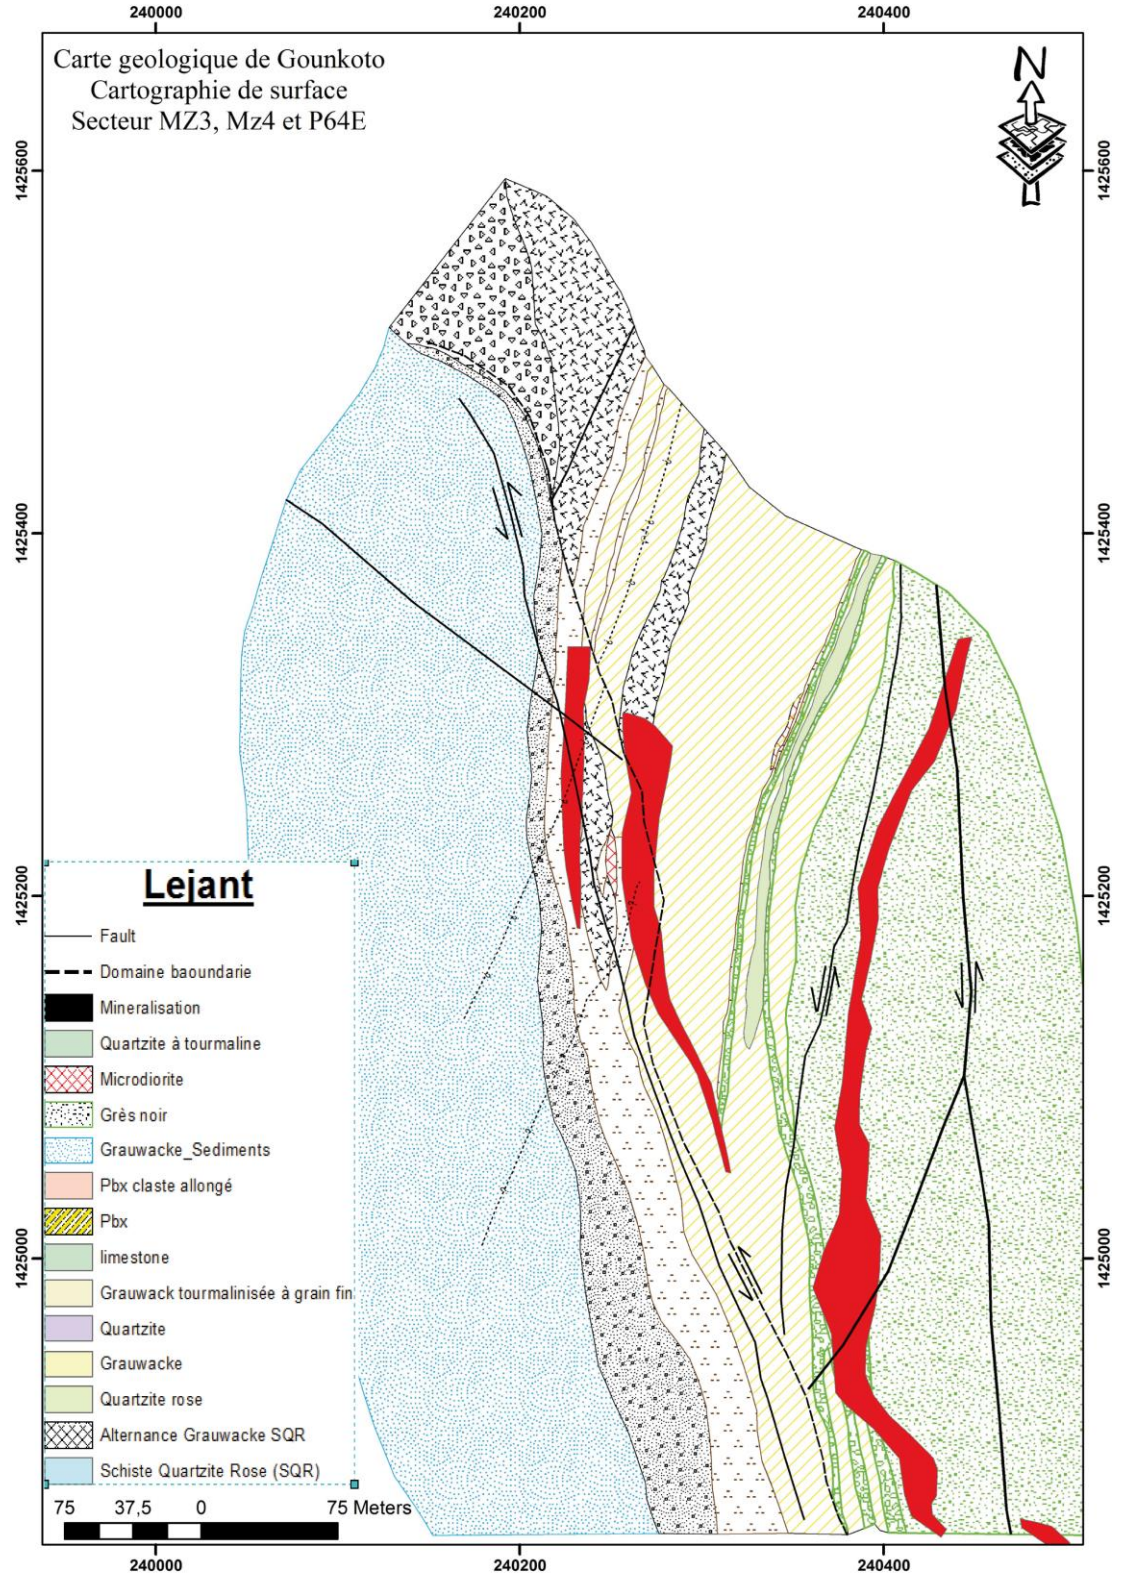 240000 240200 240400
Carte geologique de Gounkoto
Cartographie de surface
Secteur MZ3, Mz4 et P64E
N
1425600 1425600
1425400 1425400
1425200 1425200
1425000 1425000
Lejant
Fault
Domaine baoundarie
Mineralisation
Quartzite à tourmaline
Microdiorite
Grès noir
Grauwacke_Sediments
Pbx claste allongé
Pbx
limestone
Grauwack tourmalinisée à grain fin
Quartzite
Grauwacke
Quartzite rose
Alternance Grauwacke SQR
Schiste Quartzite Rose (SQR)
75 37,5 0 75 Meters
240000 240200 240400